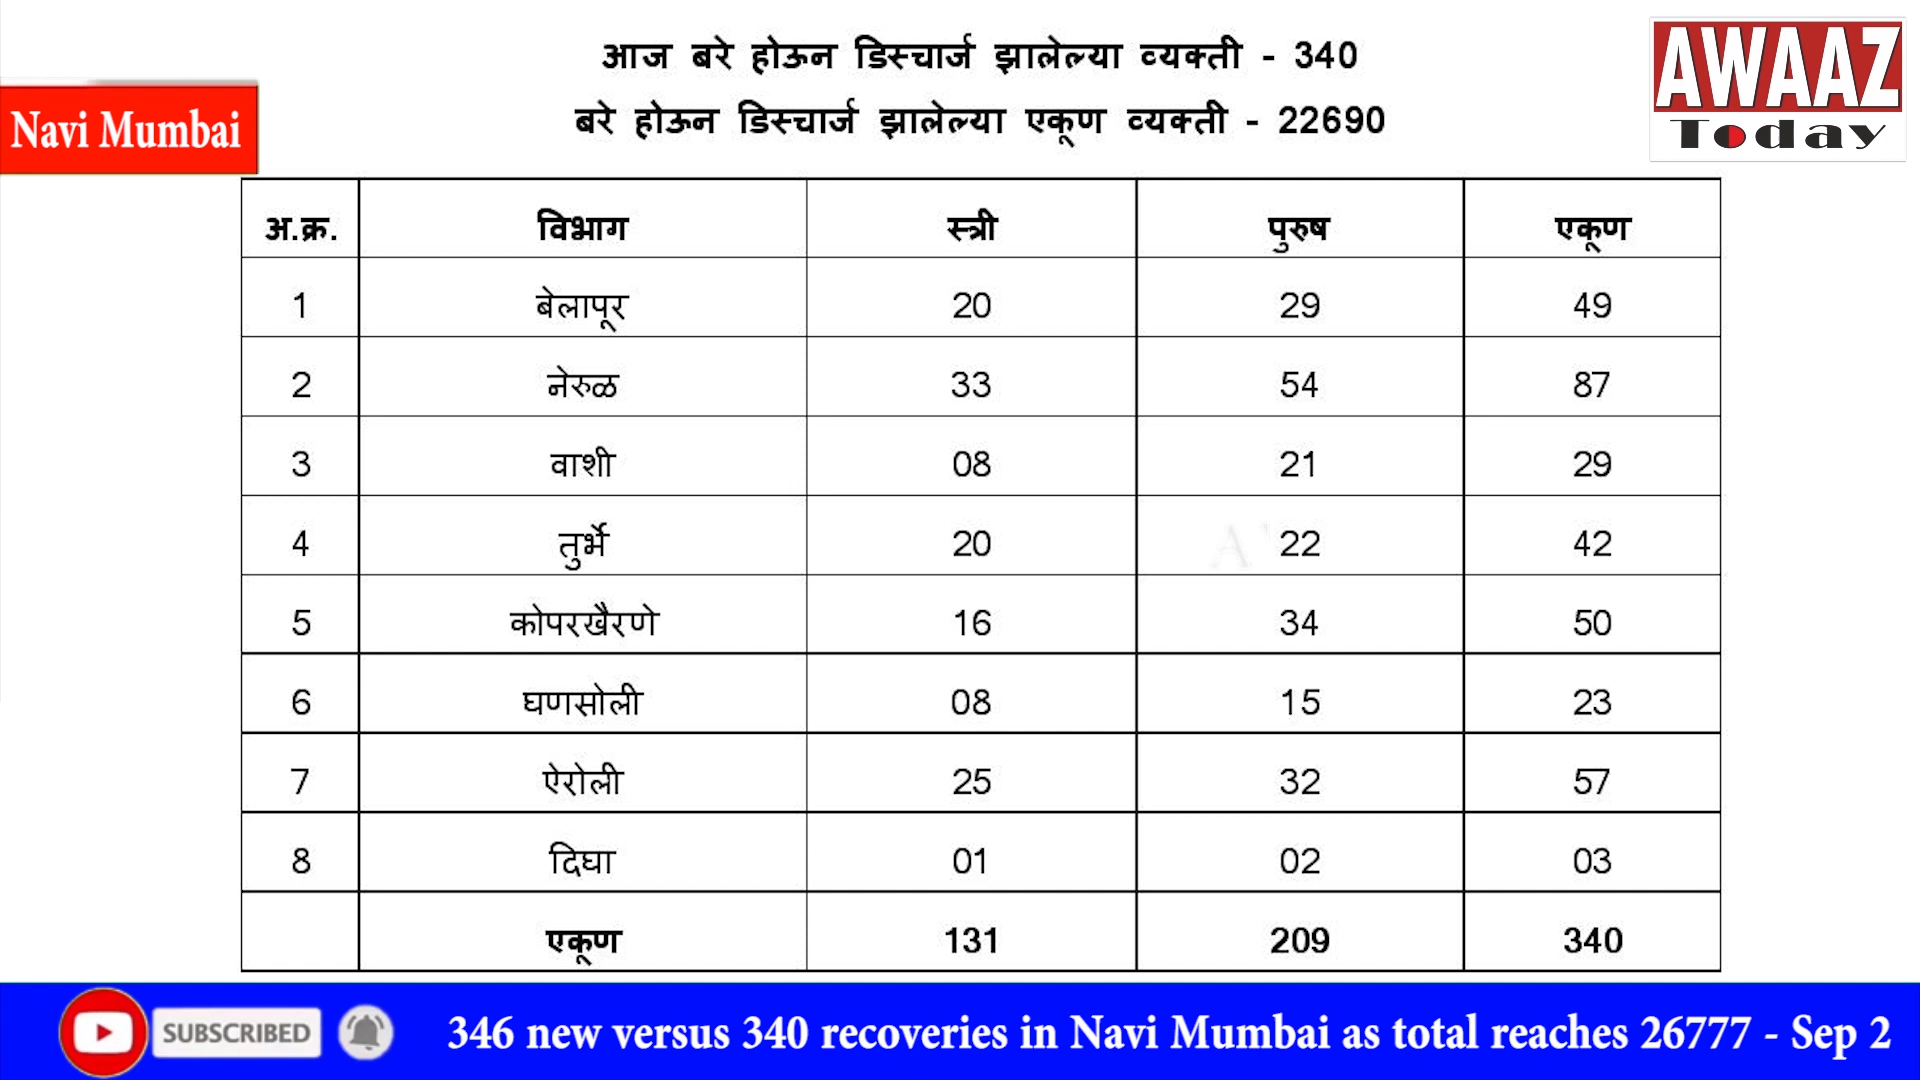 आज बरे होऊन डिस्चार्ज झालेल्या व्यक्ती - 340
बरे होऊन डिस्चार्ज झालेल्या एकूण व्यक्ती - 22690
Navi Mumbai
AWAAZ
Today
अ.क्र. विभाग स्त्री पुरुष एकूण
1 बेलापूर 20 29 49
2 नेरुळ 33 54 87
3 वाशी 08 21 29
4 तुर्भे 20 22 42
5 कोपरखैरणे 16 34 50
6 घणसोली 08 15 23
7 ऐरोली 25 32 57
8 दिघा 01 02 03
एकूण 131 209 340
SUBSCRIBED
346 new versus 340 recoveries in Navi Mumbai as total reaches 26777 - Sep 2